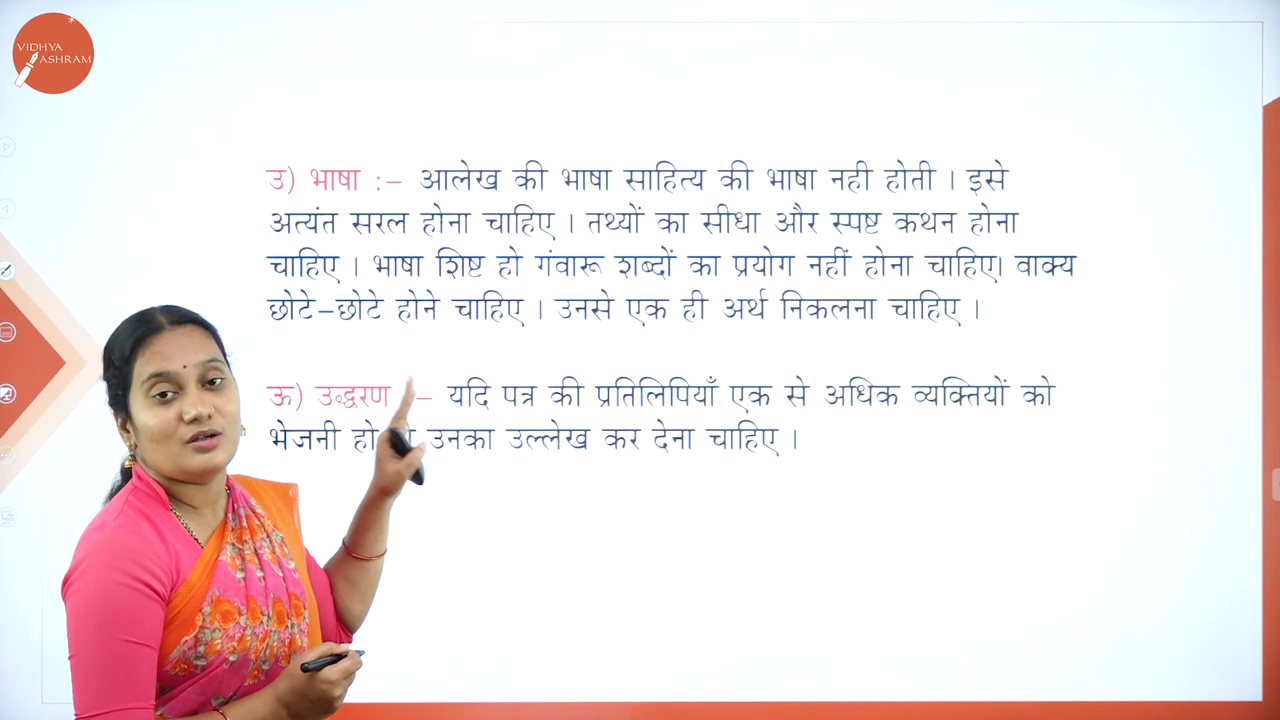 VIDHYA
ASHRAM
उ) भाषा :- आलेख की भाषा साहित्य की भाषा नही होती । इसे
अत्यंत सरल होना चाहिए । तथ्यों का सीधा और स्पष्ट कथन होना
चाहिए । भाषा शिष्ट हो गंवारू शब्दों का प्रयोग नहीं होना चाहिए। वाक्य
छोटे-छोटे होने चाहिए । उनसे एक ही अर्थ निकलना चाहिए ।
ऊ) उद्धरण :- यदि पत्र की प्रतिलिपियाँ एक से अधिक व्यक्तियों को
भेजनी हो उनका उल्लेख कर देना चाहिए ।